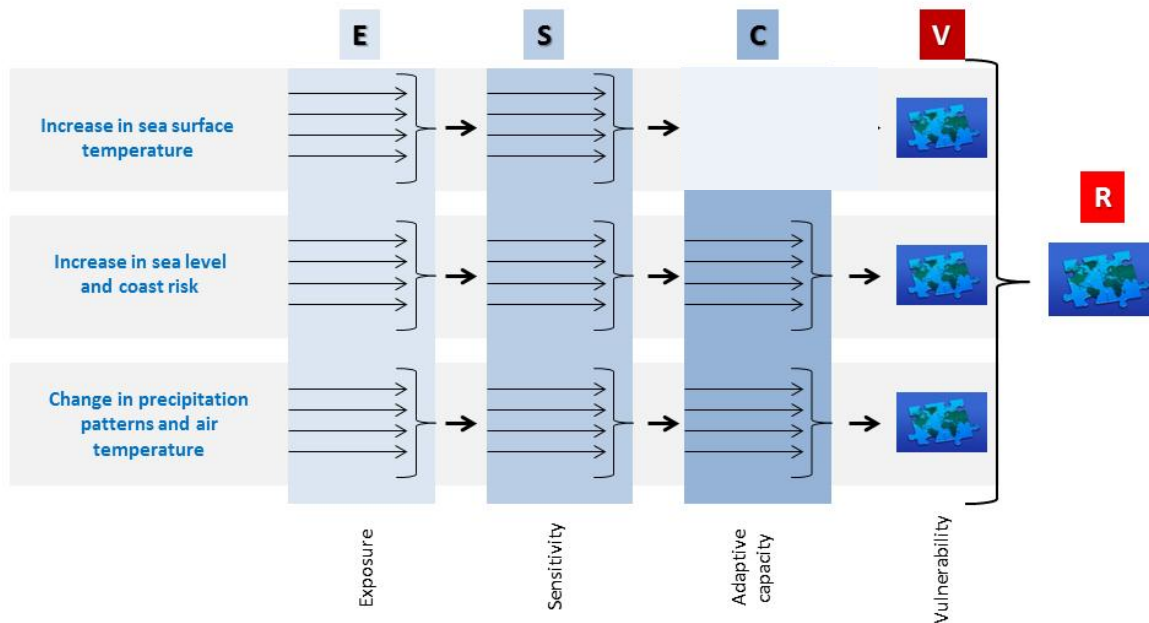 E
S
C
V
Increase in sea surface
temperature
Increase in sea level
and coast risk
R
Change in precipitation
patterns and air
temperature
Exposure
Sensitivity
Adaptive
capacity
Vulnerability